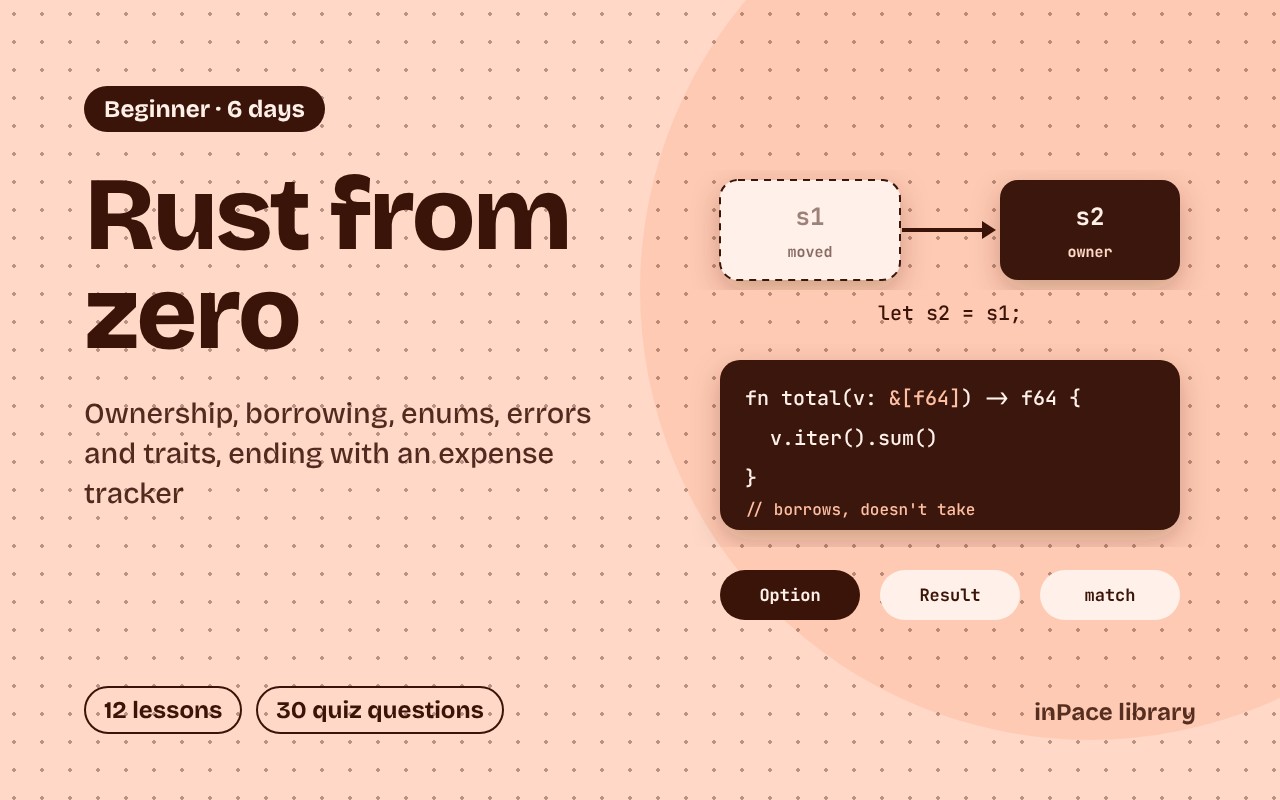 Beginner · 6 days
Rust from
zero
Ownership, borrowing, enums, errors
and traits, ending with an expense
tracker
12 lessons
30 quiz questions
s1
moved
s2
owner
let s2 = s1;
fn total(v: &[f64]) -> f64 {
v.iter().sum()
}
// borrows, doesn't take
Option
Result
match
inPace library